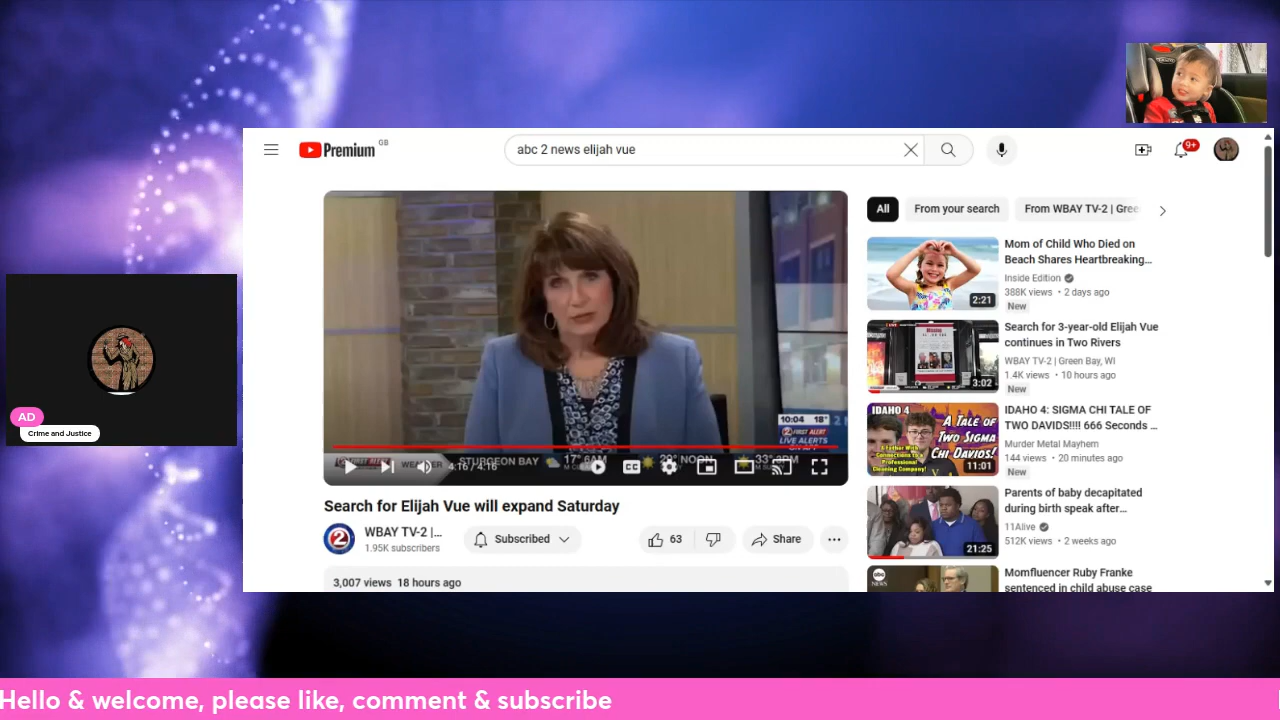 Premium GB
abc 2 news elijah vue
9+
All
From your search
From WBAY TV-2 | Gree
Mom of Child Who Died on
Beach Shares Heartbreaking...
Inside Edition
388K views • 2 days ago
New
2:21
Search for 3-year-old Elijah Vue
continues in Two Rivers
WBAY TV-2 | Green Bay, WI
1.4K views • 10 hours ago
New
3:02
IDAHO 4
A TALE OF
TWO SIGMA
CHI DAVIDS!
11:01
IDAHO 4: SIGMA CHI TALE OF
TWO DAVIDS!!!! 666 Seconds ...
Murder Metal Mayhem
144 views • 20 minutes ago
New
Parents of baby decapitated
during birth speak after...
11Alive
512K views • 2 weeks ago
21:25
abc
NEWS
Momfluencer Ruby Franke
sentenced in child abuse case
10:04 18°
2 FIRST ALERT
LIVE ALERTS
STURGEON BAY
4:16 / 4:16
CC
Search for Elijah Vue will expand Saturday
2
WBAY TV-2 |...
1.95K subscribers
Subscribed
63
Share
3,007 views 18 hours ago
AD
Crime and Justice
Hello & welcome, please like, comment & subscribe